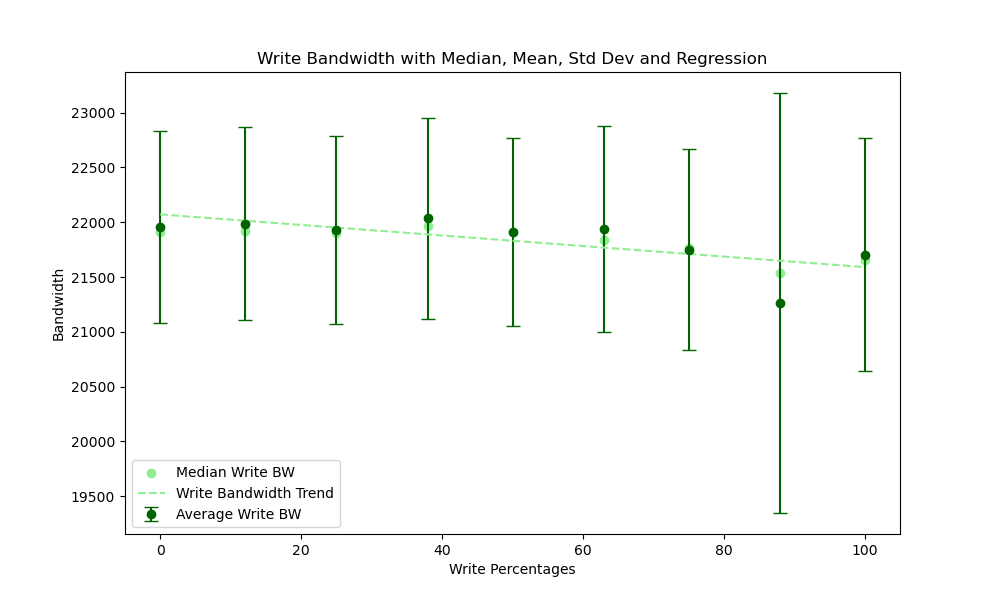 Write Bandwidth with Median, Mean, Std Dev and Regression
23000
22500
22000
21500
21000
20500
20000
19500
Bandwidth
Median Write BW
Write Bandwidth Trend
Average Write BW
0 20 40 60 80 100
Write Percentages